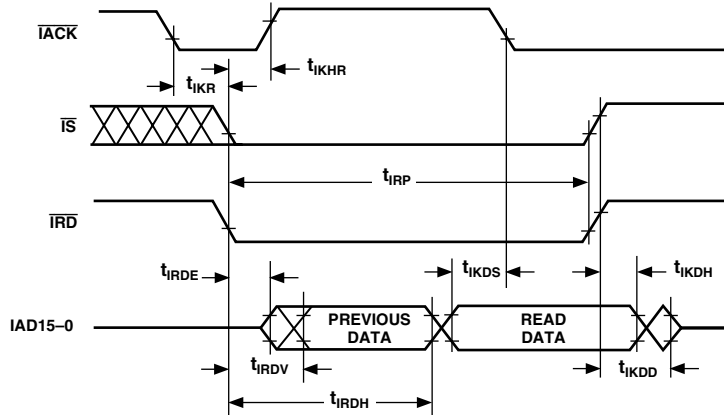 IACK
tIKHR
tIKR
IS
tIRP
IRD
tIRDE
tIKDS
tIKDH
IAD15–0
PREVIOUS
DATA
READ
DATA
tIRDV
tIKDD
tIRDH